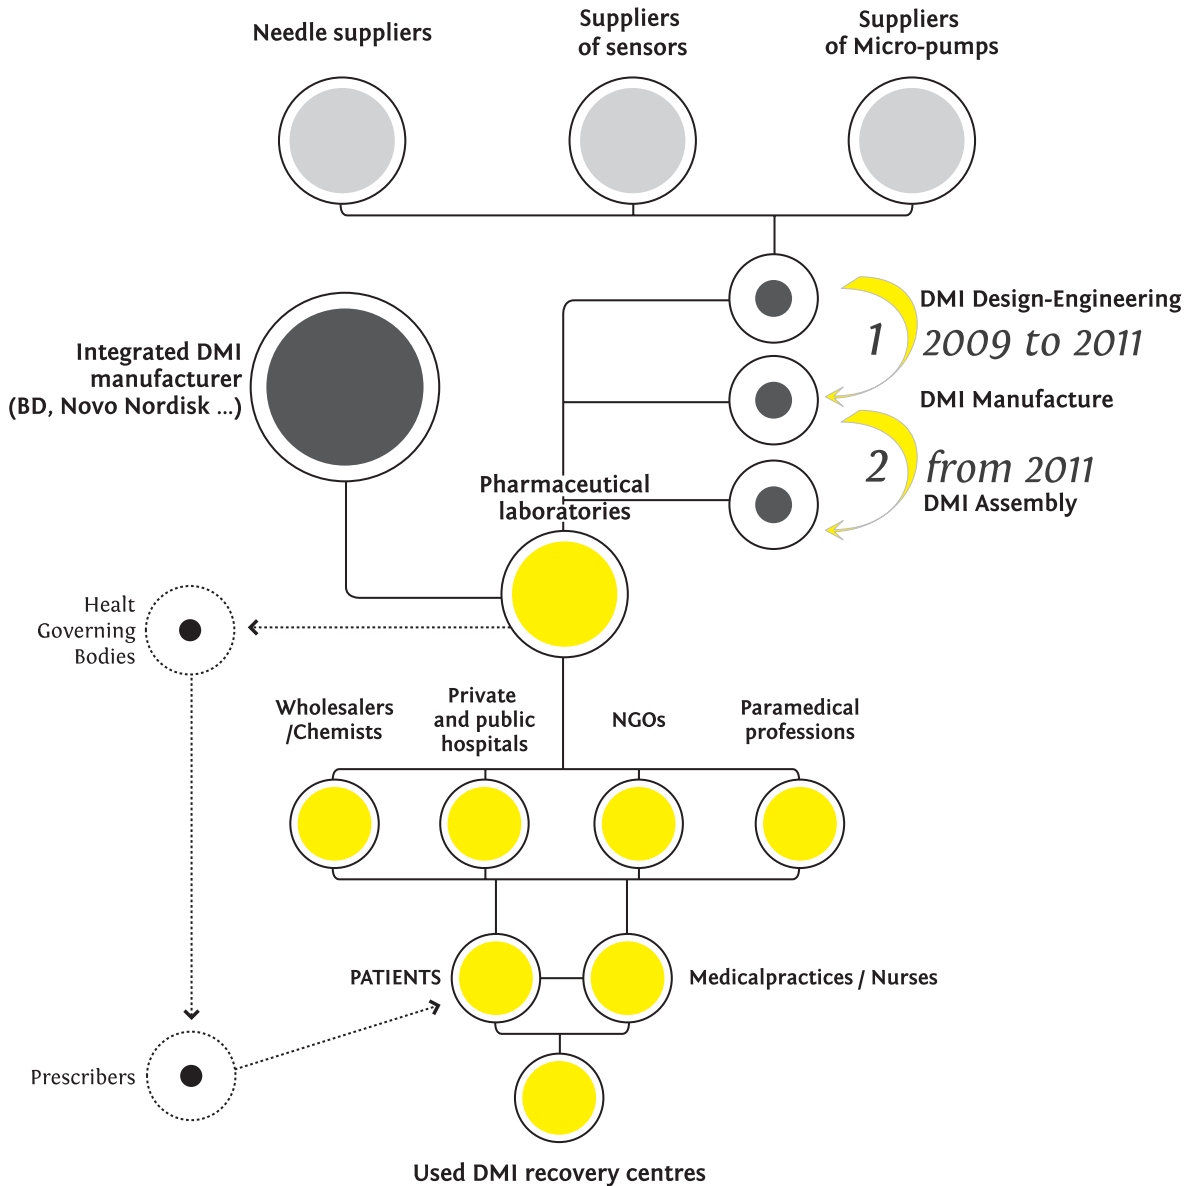 Needle suppliers
Suppliers
of sensors
Suppliers
of Micro-pumps
DMI Design-Engineering
1
2009 to 2011
Integrated DMI
manufacturer
(BD, Novo Nordisk ...)
DMI Manufacture
2
from 2011
DMI Assembly
Pharmaceutical
laboratories
Healt
Governing
Bodies
Wholesalers
/Chemists
Private
and public
hospitals
NGOs
Paramedical
professions
PATIENTS
Medicalpractices / Nurses
Prescribers
Used DMI recovery centres